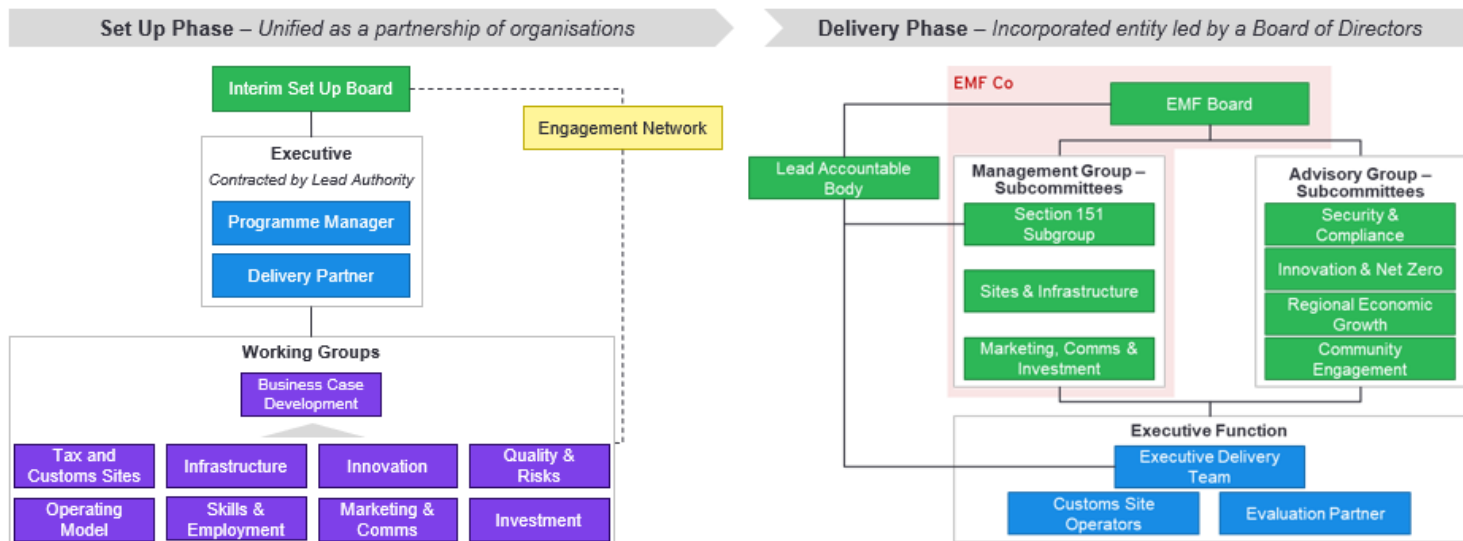 Set Up Phase – Unified as a partnership of organisations
Interim Set Up Board
Engagement Network
Executive
Contracted by Lead Authority
Programme Manager
Delivery Partner
Working Groups
Business Case
Development
Tax and
Customs Sites
Infrastructure
Innovation
Quality &
Risks
Operating
Model
Skills &
Employment
Marketing &
Comms
Investment
Delivery Phase – Incorporated entity led by a Board of Directors
EMF Co
EMF Board
Lead Accountable
Body
Management Group –
Subcommittees
Section 151
Subgroup
Sites & Infrastructure
Marketing, Comms &
Investment
Advisory Group –
Subcommittees
Security &
Compliance
Innovation & Net Zero
Regional Economic
Growth
Community
Engagement
Executive Function
Executive Delivery
Team
Customs Site
Operators
Evaluation Partner